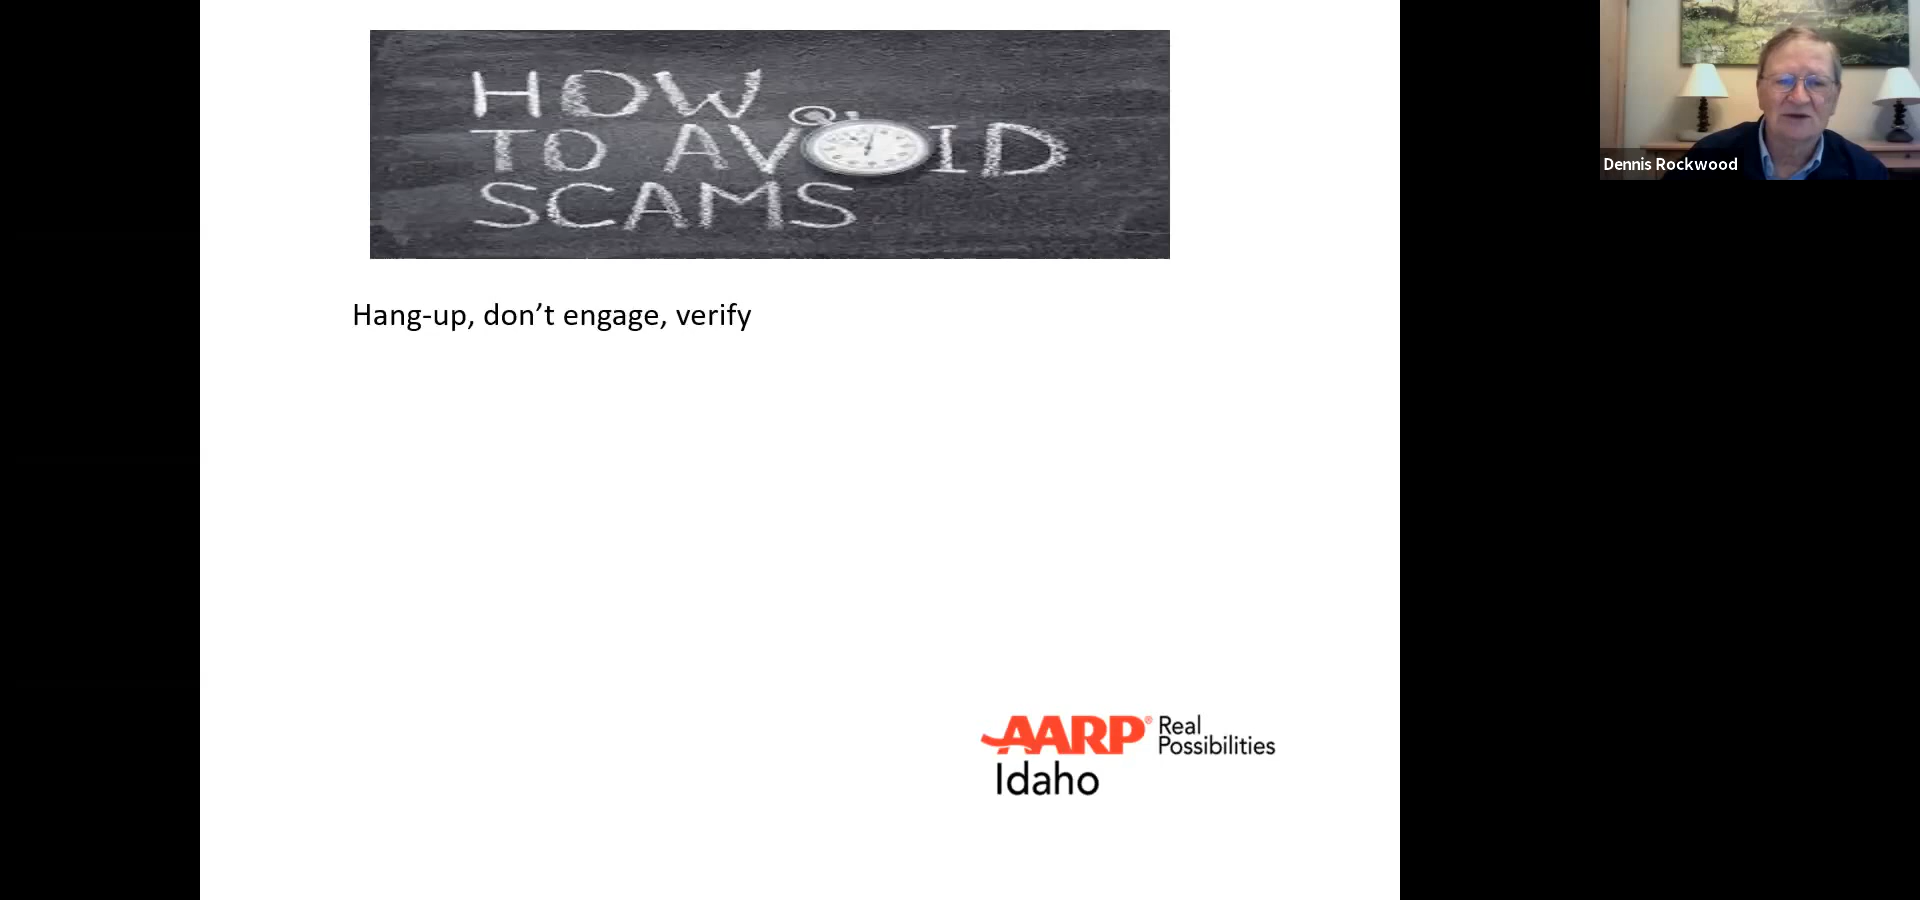 HOW
TO AVOID
SCAMS
Dennis Rockwood
Hang-up, don’t engage, verify
AARP® Real
Possibilities
Idaho